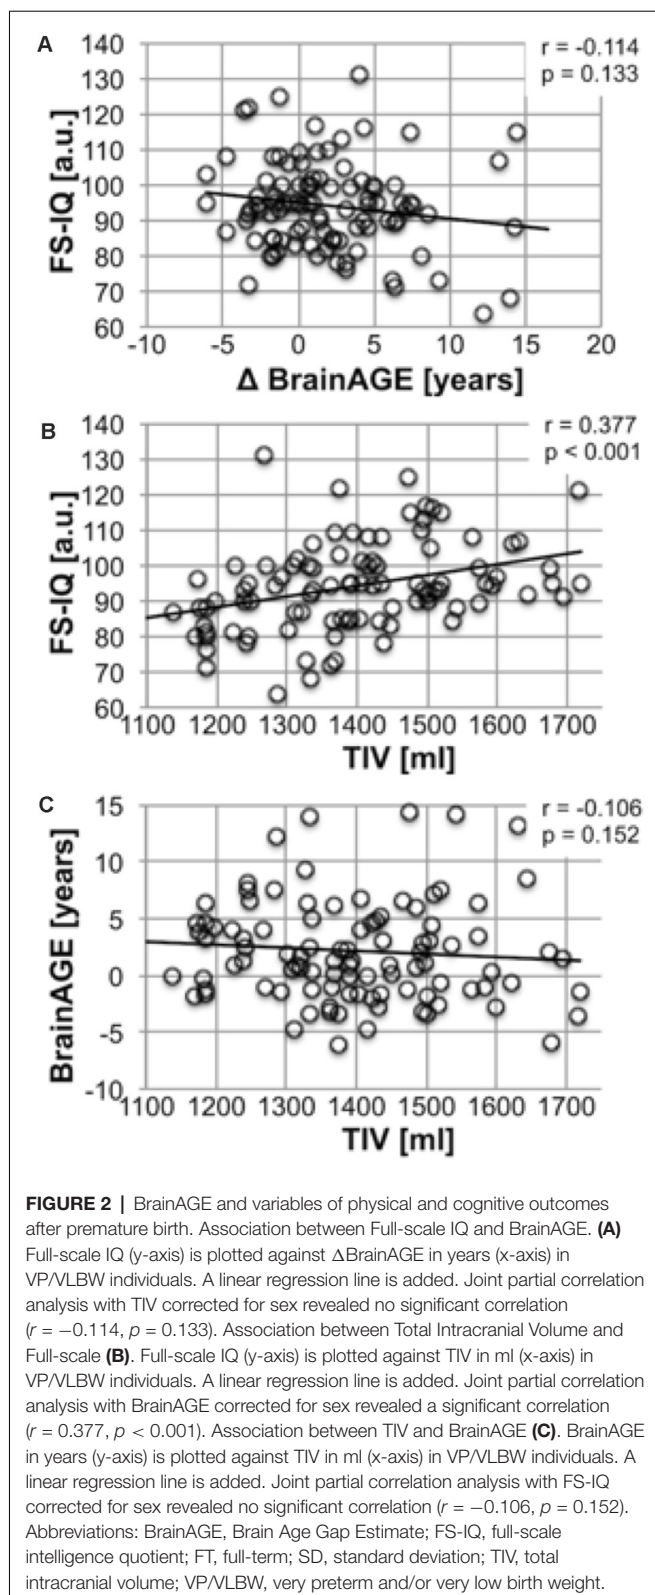 A
140
130
120
110
100
90
80
70
60
FS-IQ [a.u.]
r = -0.114
p = 0.133
-10
-5
0
5
10
15
20
Δ BrainAGE [years]
B
140
130
120
110
100
90
80
70
60
FS-IQ [a.u.]
r = 0.377
p < 0.001
1100
1200
1300
1400
1500
1600
1700
TIV [ml]
C
15
10
5
0
-5
-10
BrainAGE [years]
r = -0.106
p = 0.152
1100
1200
1300
1400
1500
1600
1700
TIV [ml]
FIGURE 2 | BrainAGE and variables of physical and cognitive outcomes
after premature birth. Association between Full-scale IQ and BrainAGE. (A)
Full-scale IQ (y-axis) is plotted against ΔBrainAGE in years (x-axis) in
VP/VLBW individuals. A linear regression line is added. Joint partial correlation
analysis with TIV corrected for sex revealed no significant correlation
(r = −0.114, p = 0.133). Association between Total Intracranial Volume and
Full-scale (B). Full-scale IQ (y-axis) is plotted against TIV in ml (x-axis) in
VP/VLBW individuals. A linear regression line is added. Joint partial correlation
analysis with BrainAGE corrected for sex revealed a significant correlation
(r = 0.377, p < 0.001). Association between TIV and BrainAGE (C). BrainAGE
in years (y-axis) is plotted against TIV in ml (x-axis) in VP/VLBW individuals. A
linear regression line is added. Joint partial correlation analysis with FS-IQ
corrected for sex revealed no significant correlation (r = −0.106, p = 0.152).
Abbreviations: BrainAGE, Brain Age Gap Estimate; FS-IQ, full-scale
intelligence quotient; FT, full-term; SD, standard deviation; TIV, total
intracranial volume; VP/VLBW, very preterm and/or very low birth weight.